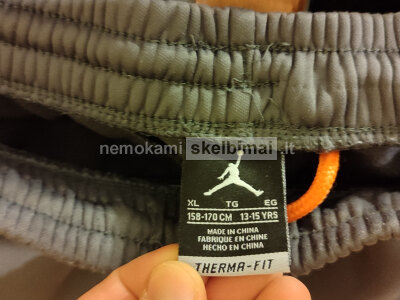 nemokami skelbimai.lt
XL TG EG
158-170 CM 13-15 YRS
MADE IN CHINA
FABRIQUE EN CHINE
HECHO EN CHINA
THERMA-FIT